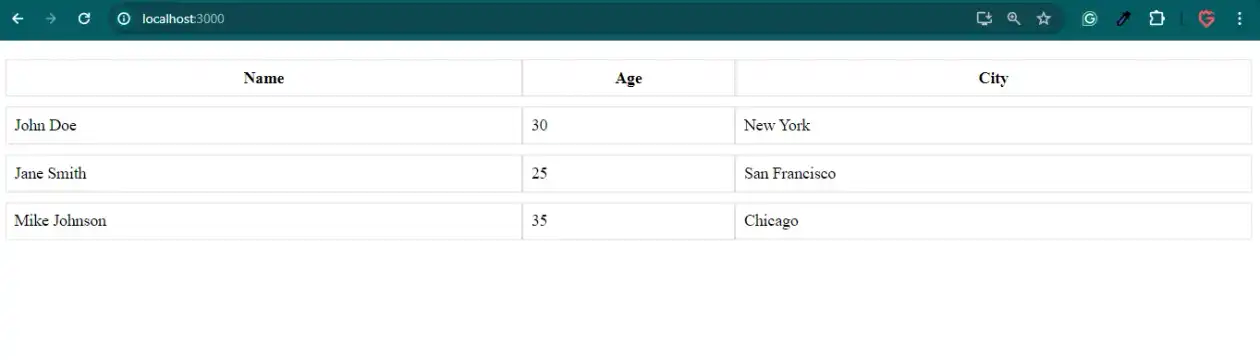 localhost:3000
Name Age City
John Doe 30 New York
Jane Smith 25 San Francisco
Mike Johnson 35 Chicago